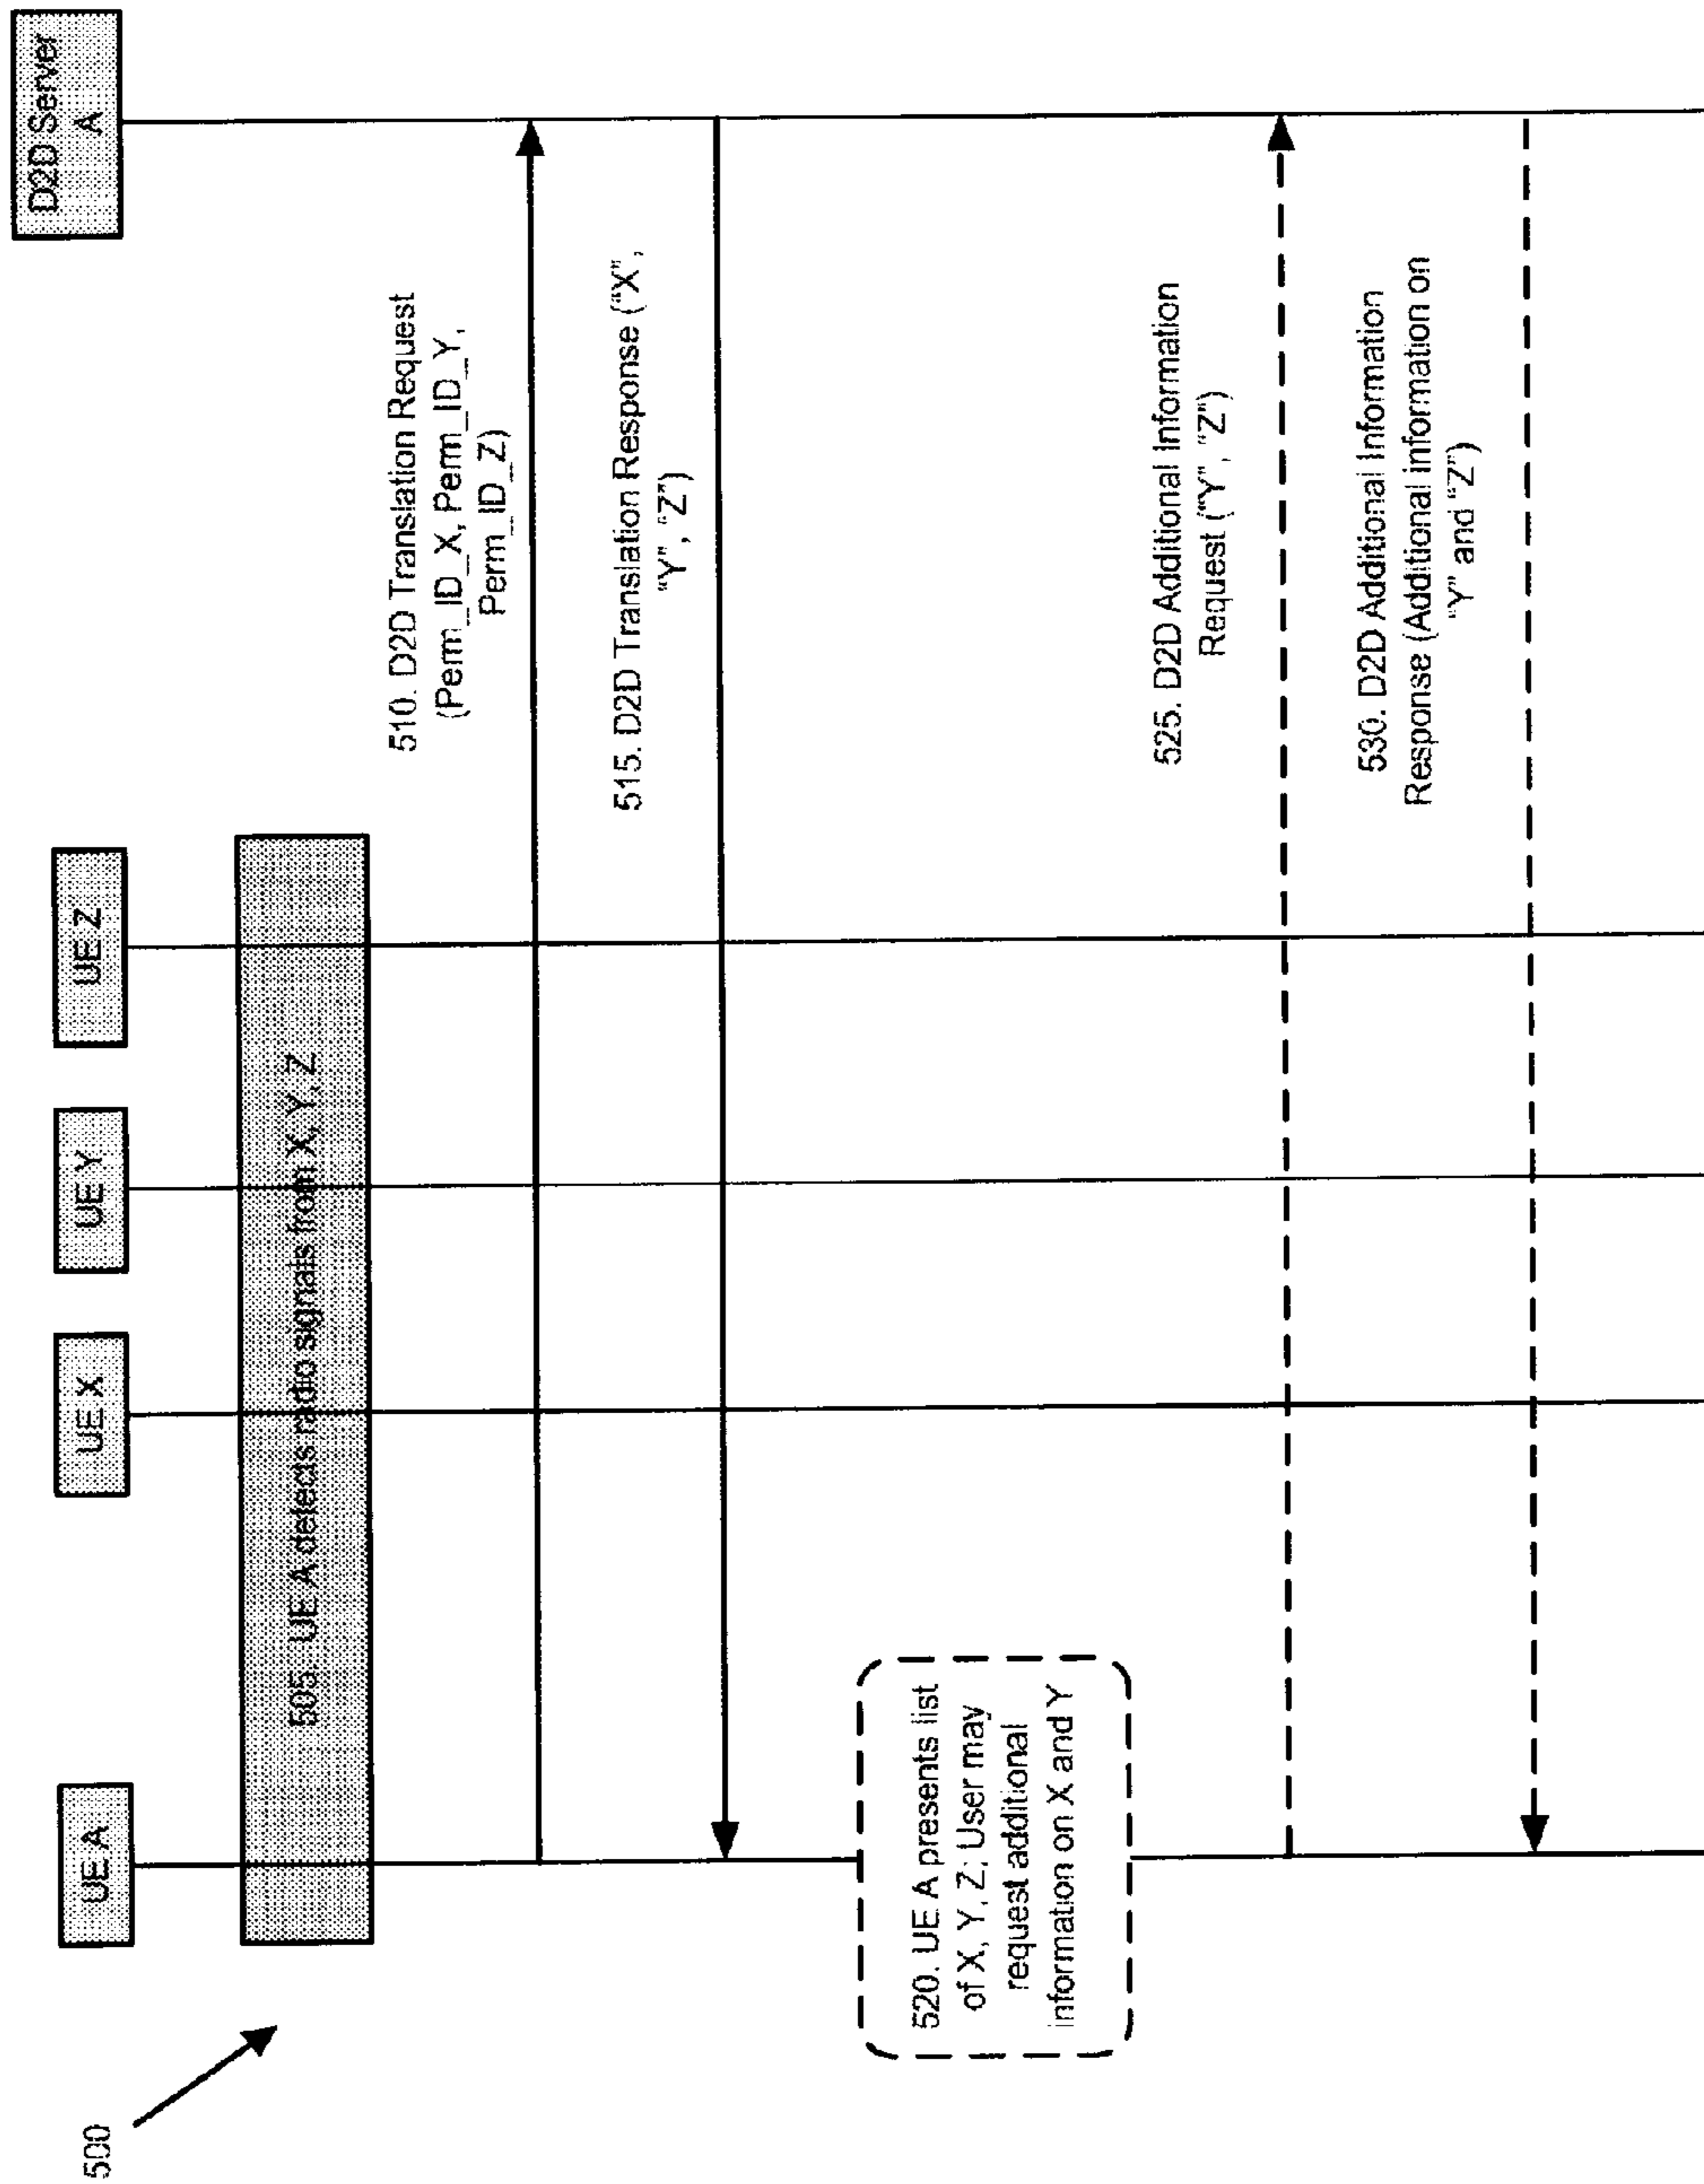 500
UE A
UE X
UE Y
UE Z
D2D Server
A
505. UE A detects radio signals from X, Y, Z
510. D2D Translation Request
(Perm_ID_X, Perm_ID_Y,
Perm_ID_Z)
515. D2D Translation Response ("X",
"Y", "Z")
520. UE A presents list
of X, Y, Z; User may
request additional
information on X and Y
525. D2D Additional Information
Request ("Y", "Z")
530. D2D Additional Information
Response (Additional information on
"Y" and "Z")